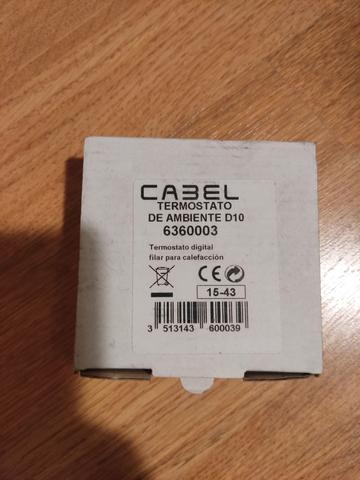 CABEL
TERMOSTATO
DE AMBIENTE D10
6360003
Termostato digital
filar para calefacción
CE
15-43
3 513143 600039